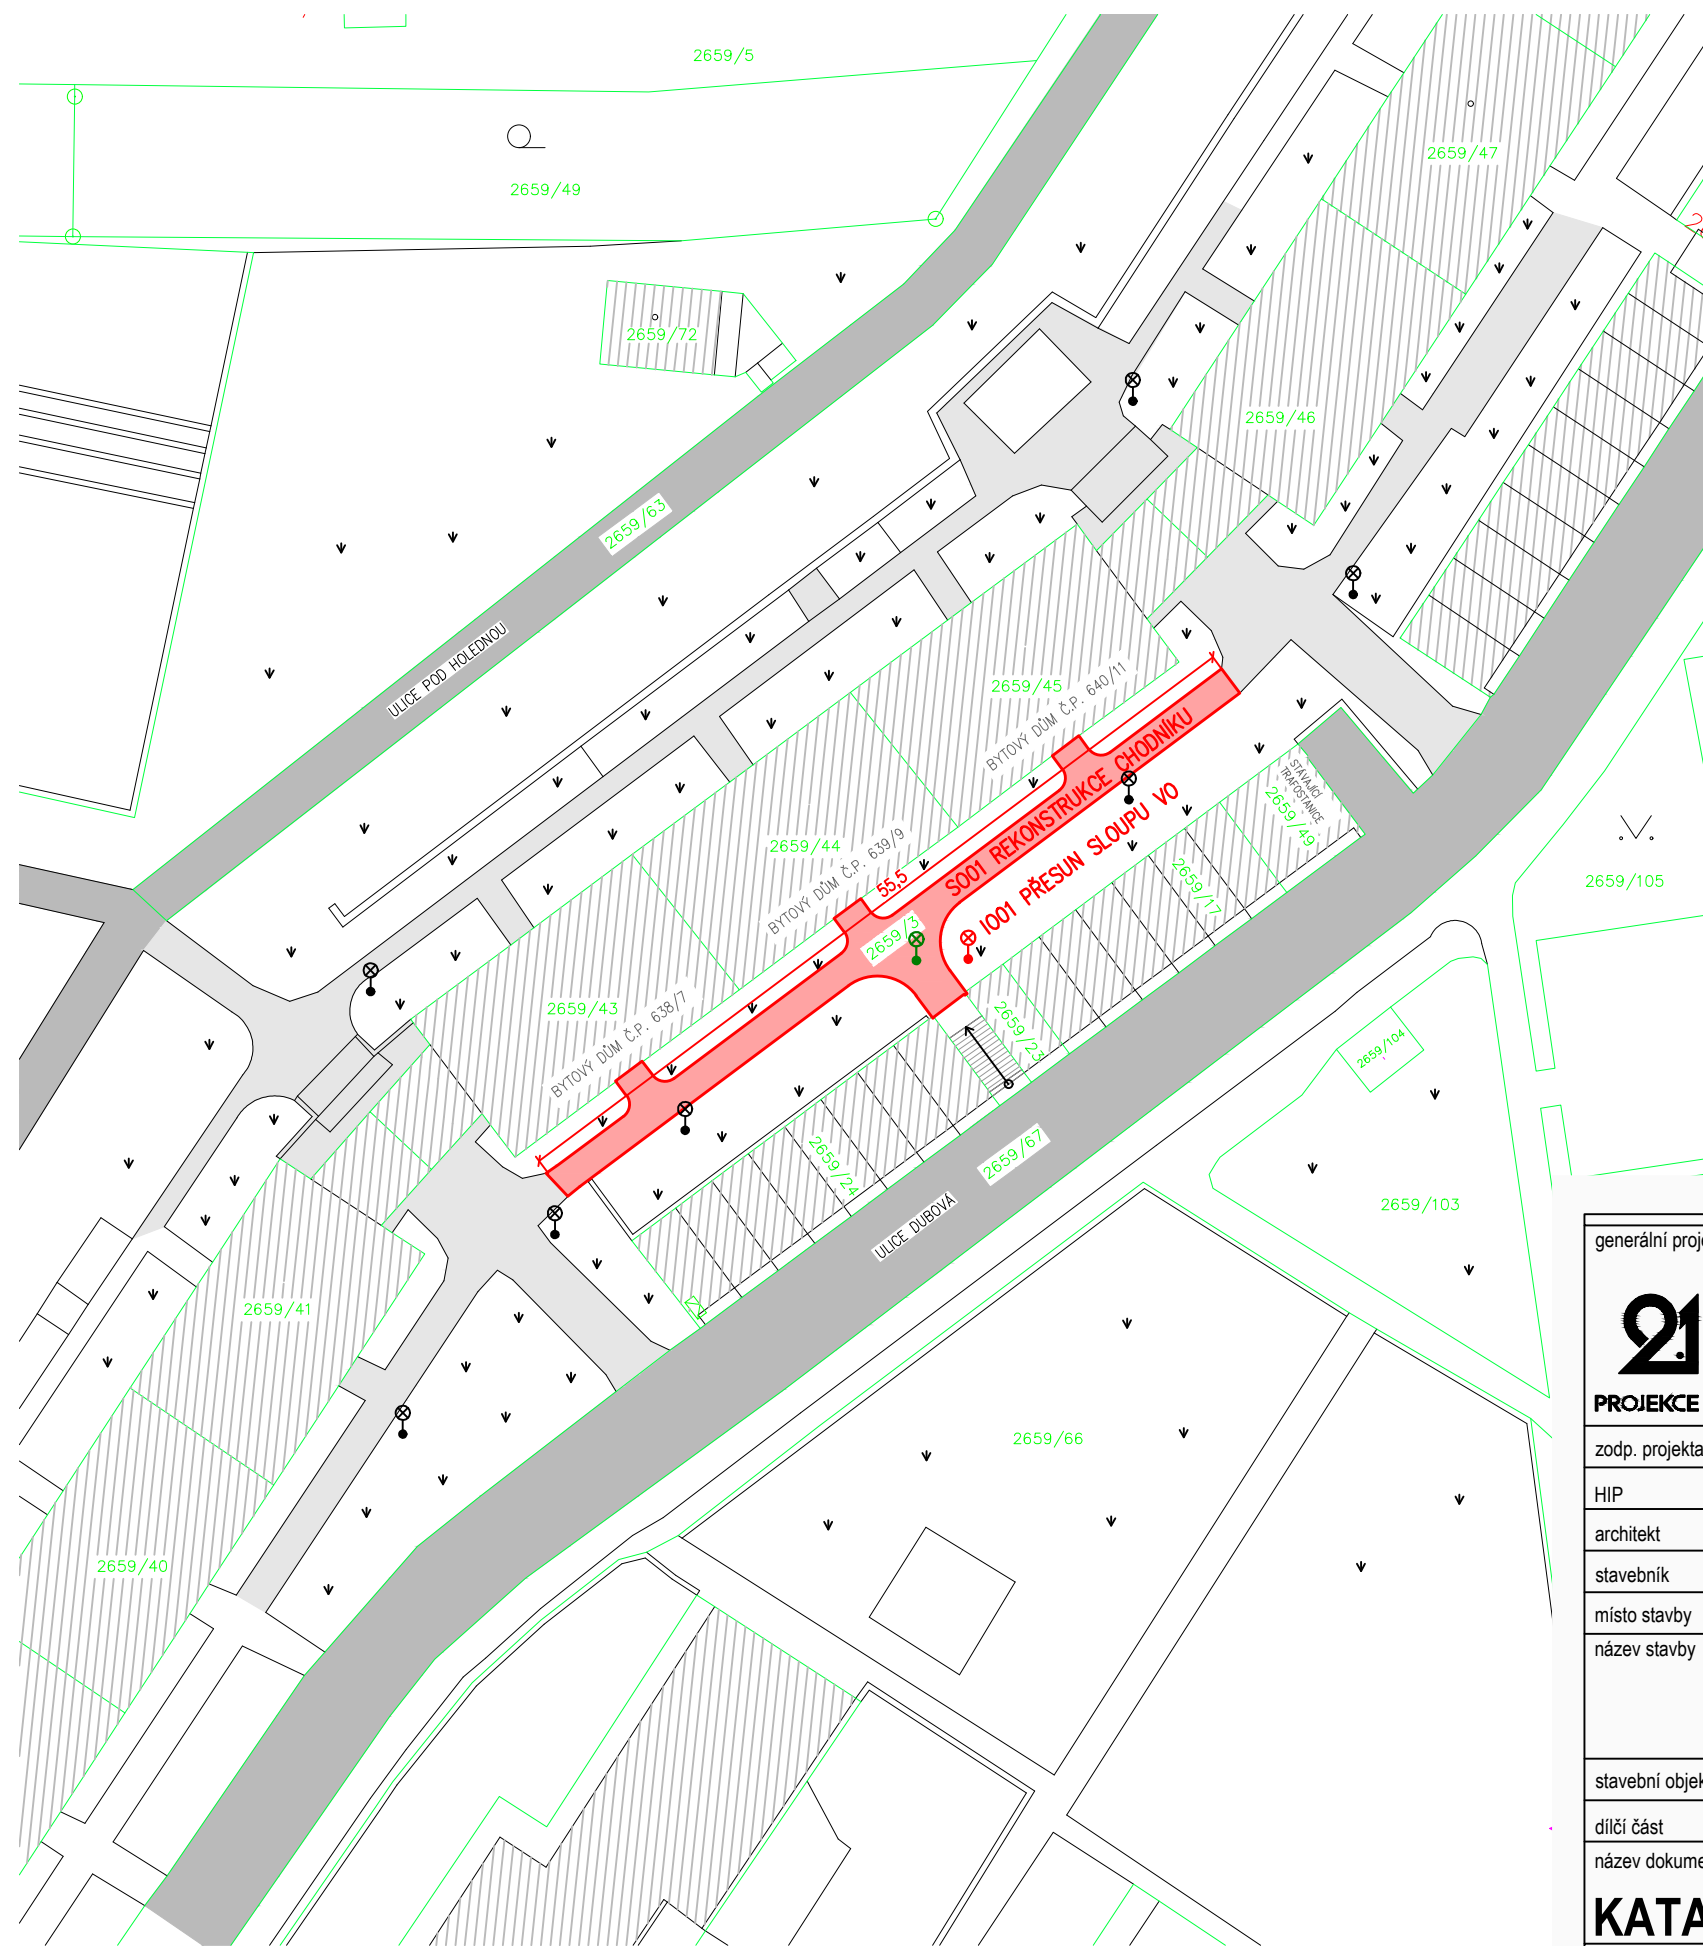 2659/5
2659/49
2659/47
2659/72
2659/46
2659/63
ULICE POD HOLEDNOU
2659/45
BYTOVÝ DŮM Č.P. 640/11
SO01 REKONSTRUKCE CHODNÍKU
IO01 PŘESUN SLOUPU VO
STÁVAJÍCÍ
TRAFOSTANICE
2659/49
2659/44
BYTOVÝ DŮM Č.P. 639/9
55,5
2659/3
2659/17
2659/105
2659/43
BYTOVÝ DŮM Č.P. 638/7
2659/23
2659/104
2659/24
2659/67
ULICE DUBOVÁ
2659/103
2659/41
2659/66
2659/40
generální proje
21
PROJEKCE
zodp. projekta
HIP
architekt
stavebník
místo stavby
název stavby
stavební objek
dílčí část
název dokume
KATA